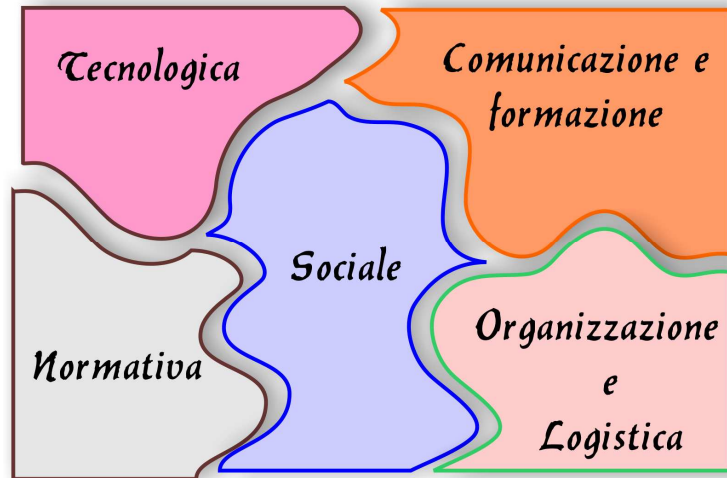 Tecnologica
Comunicazione e
formazione
Sociale
Normativa
Organizzazione
e
Logistica